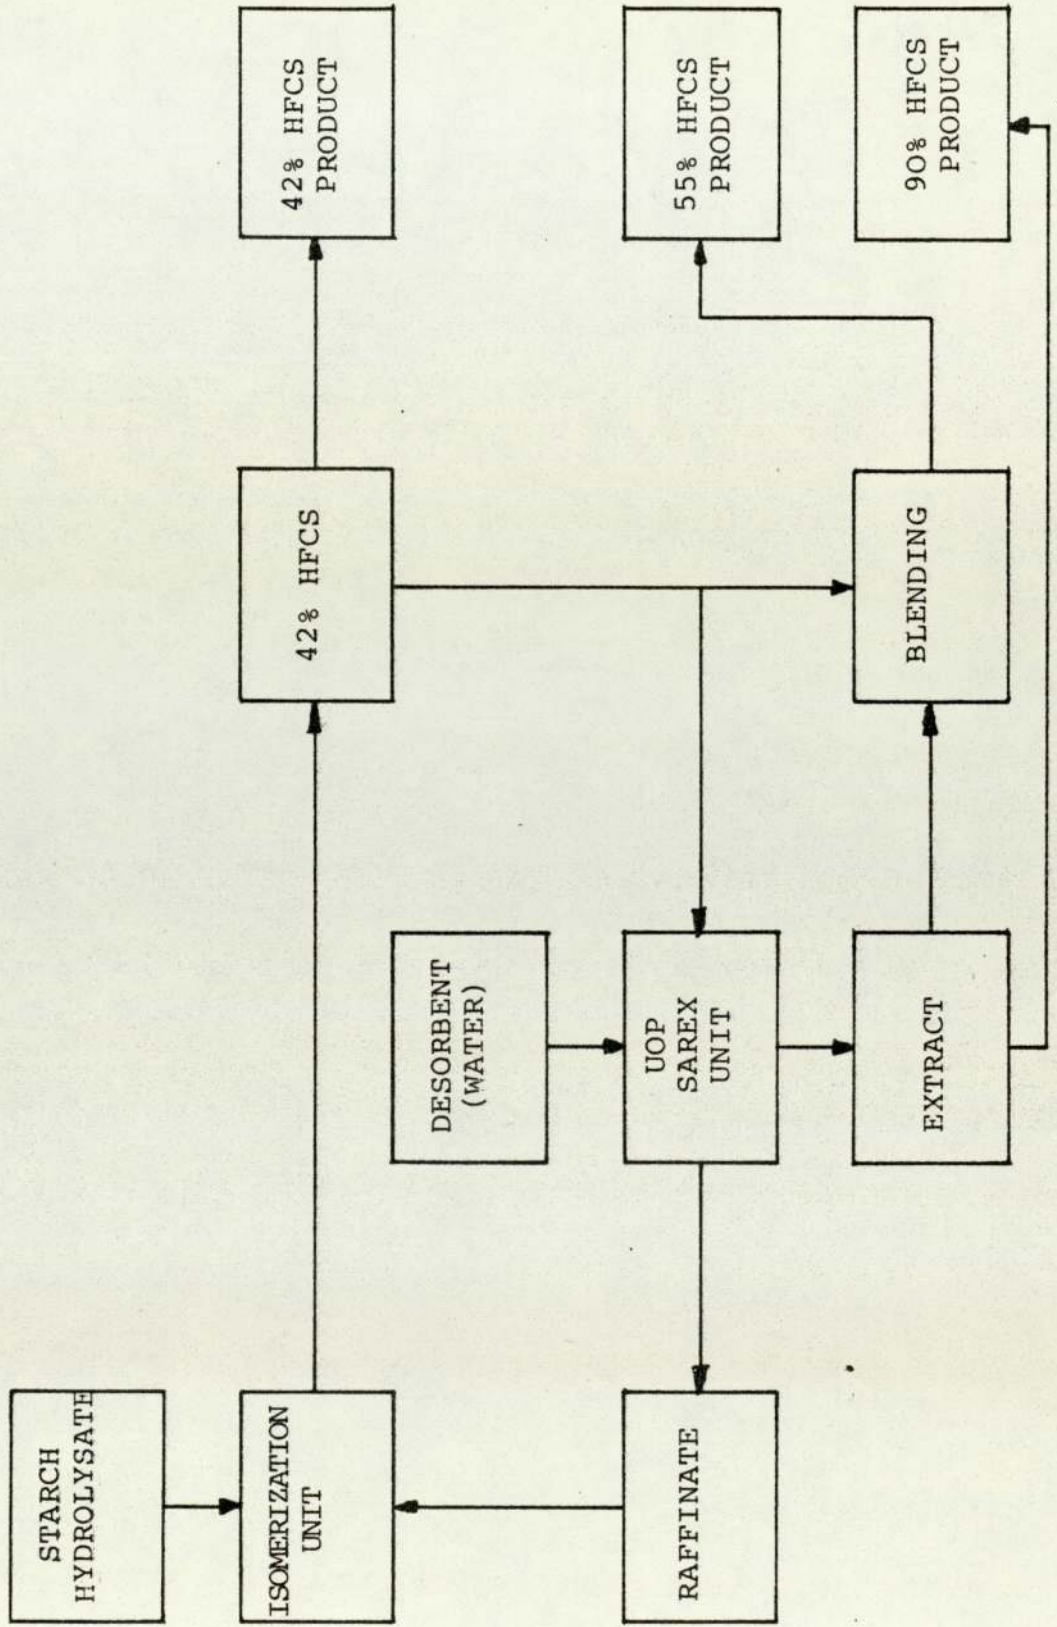 STARCH
HYDROLYSATE
ISOMERIZATION
UNIT
42% HFCS
42% HFCS
PRODUCT
DESORBENT
(WATER)
RAFFINATE
UOP
SAREX
UNIT
55% HFCS
PRODUCT
EXTRACT
BLENDING
90% HFCS
PRODUCT